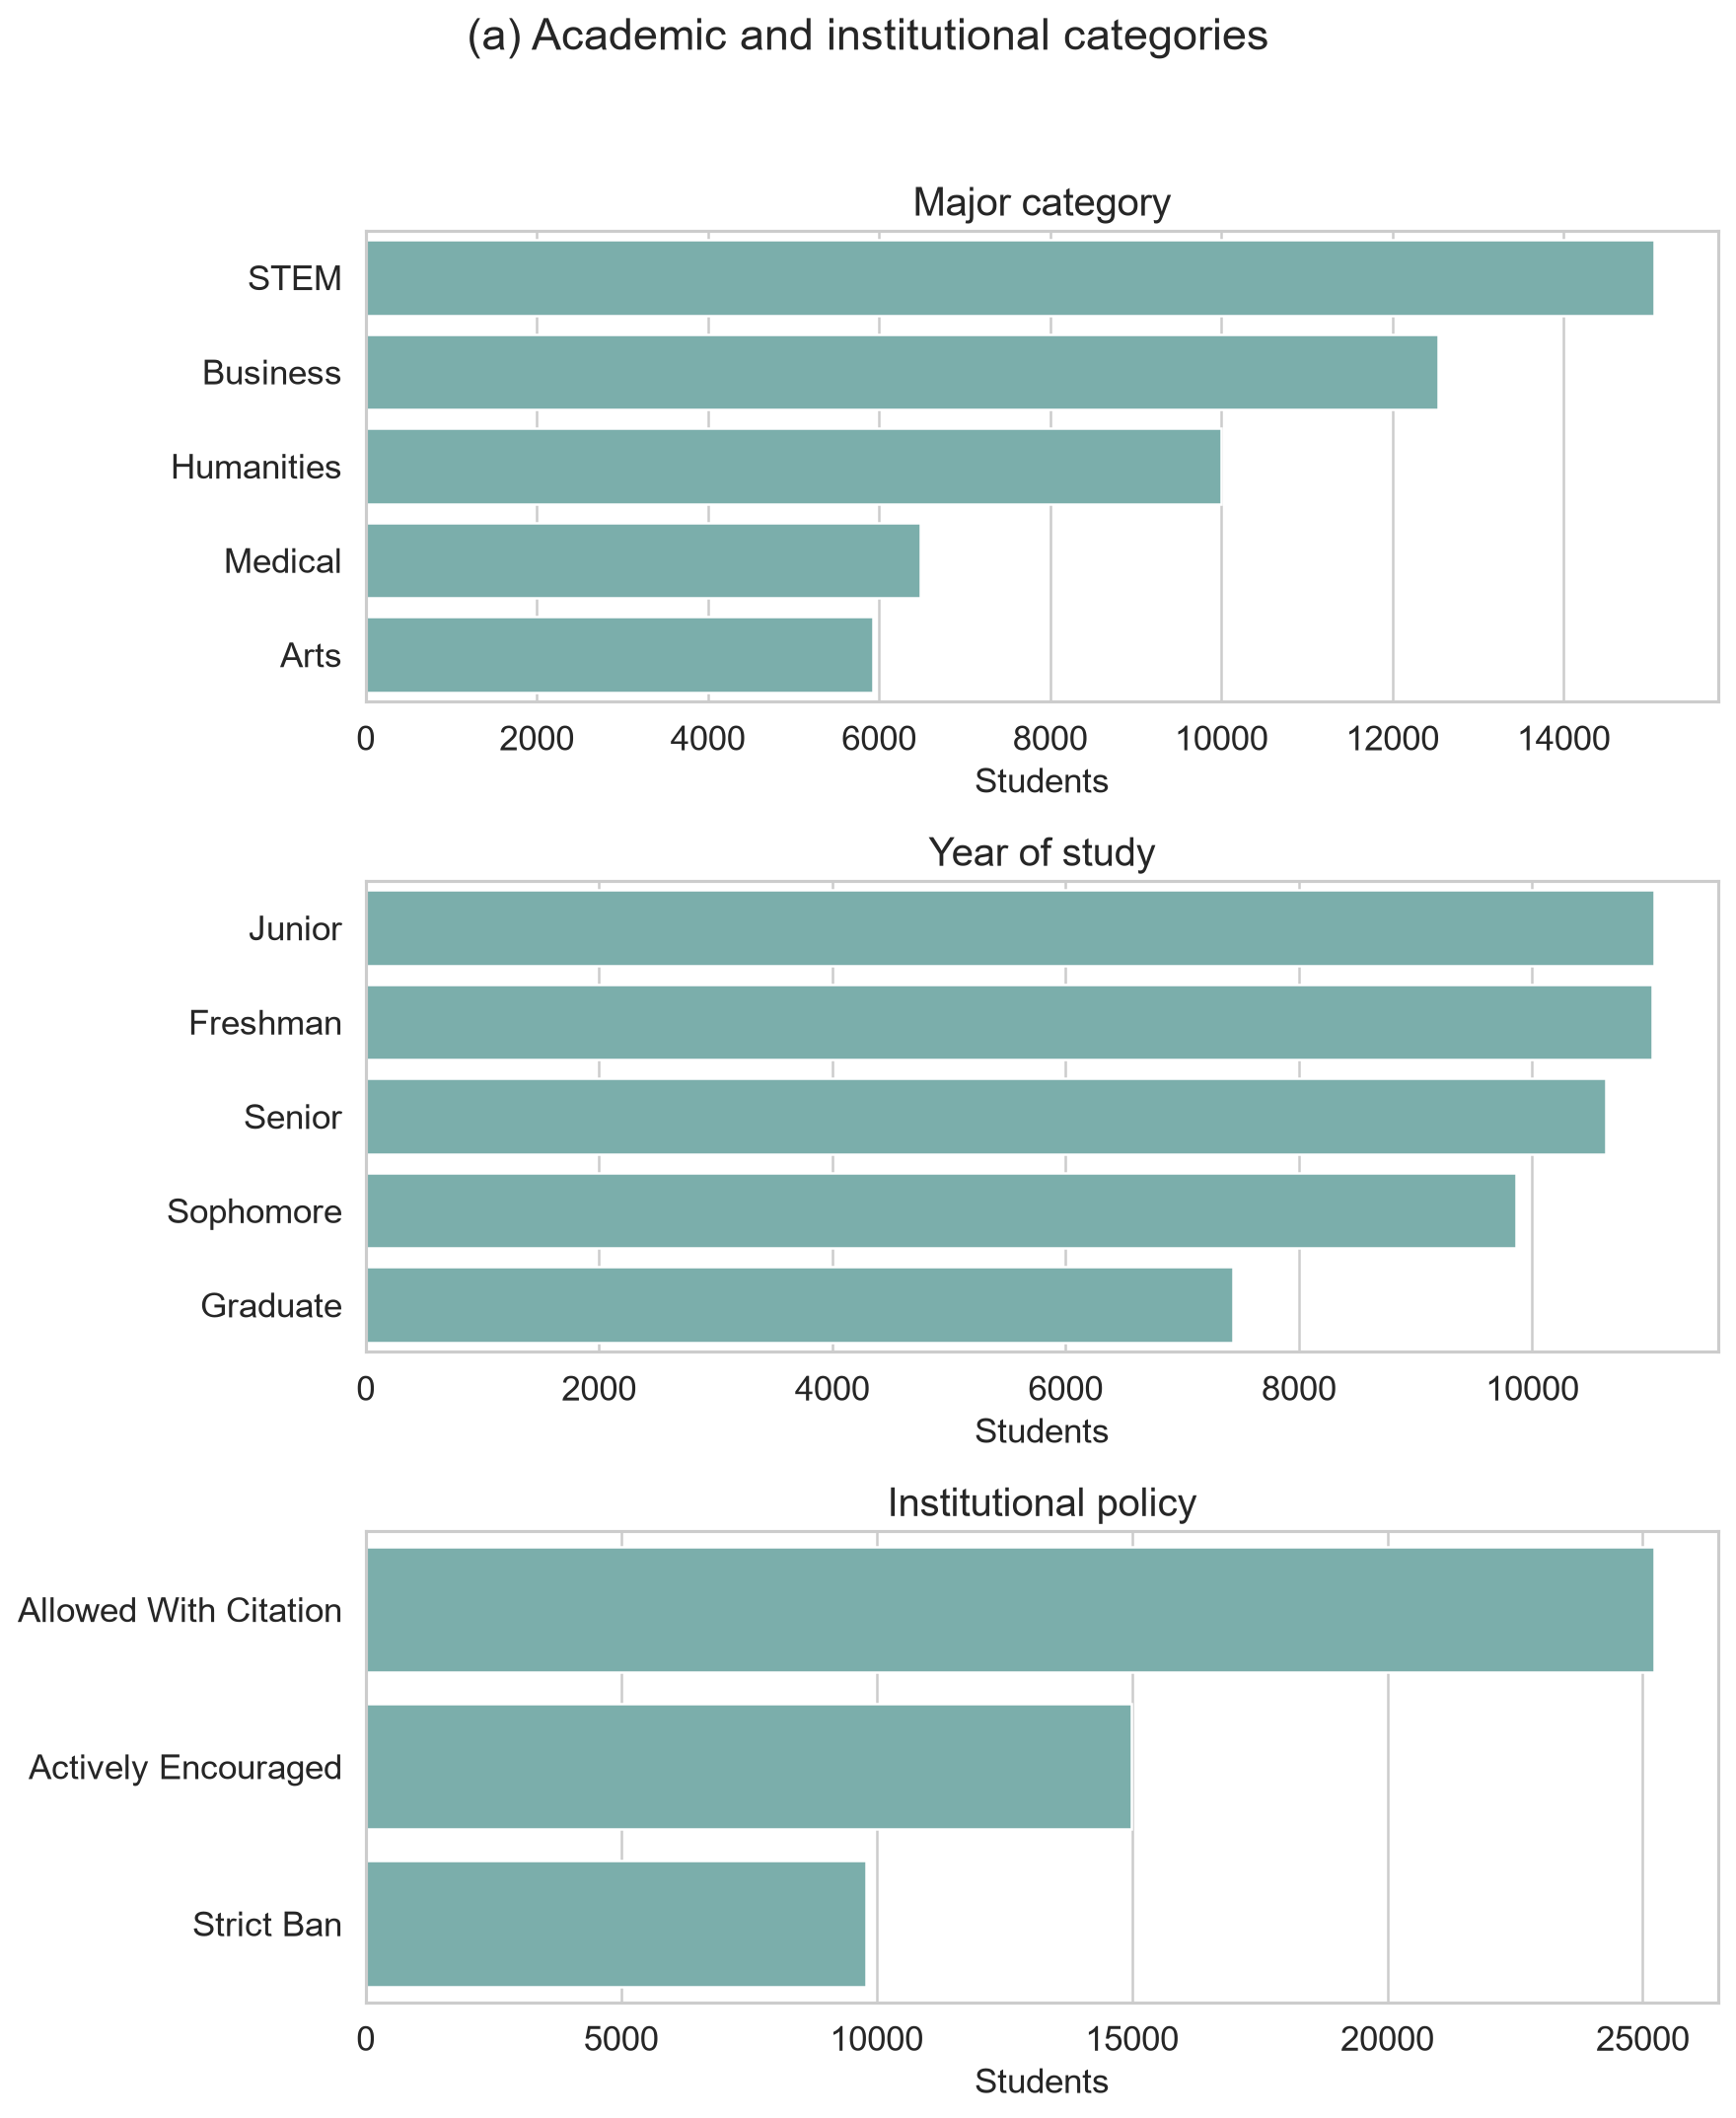 (a) Academic and institutional categories
Major category
STEM
Business
Humanities
Medical
Arts
0 2000 4000 6000 8000 10000 12000 14000
Students
Year of study
Junior
Freshman
Senior
Sophomore
Graduate
0 2000 4000 6000 8000 10000
Students
Institutional policy
Allowed With Citation
Actively Encouraged
Strict Ban
0 5000 10000 15000 20000 25000
Students